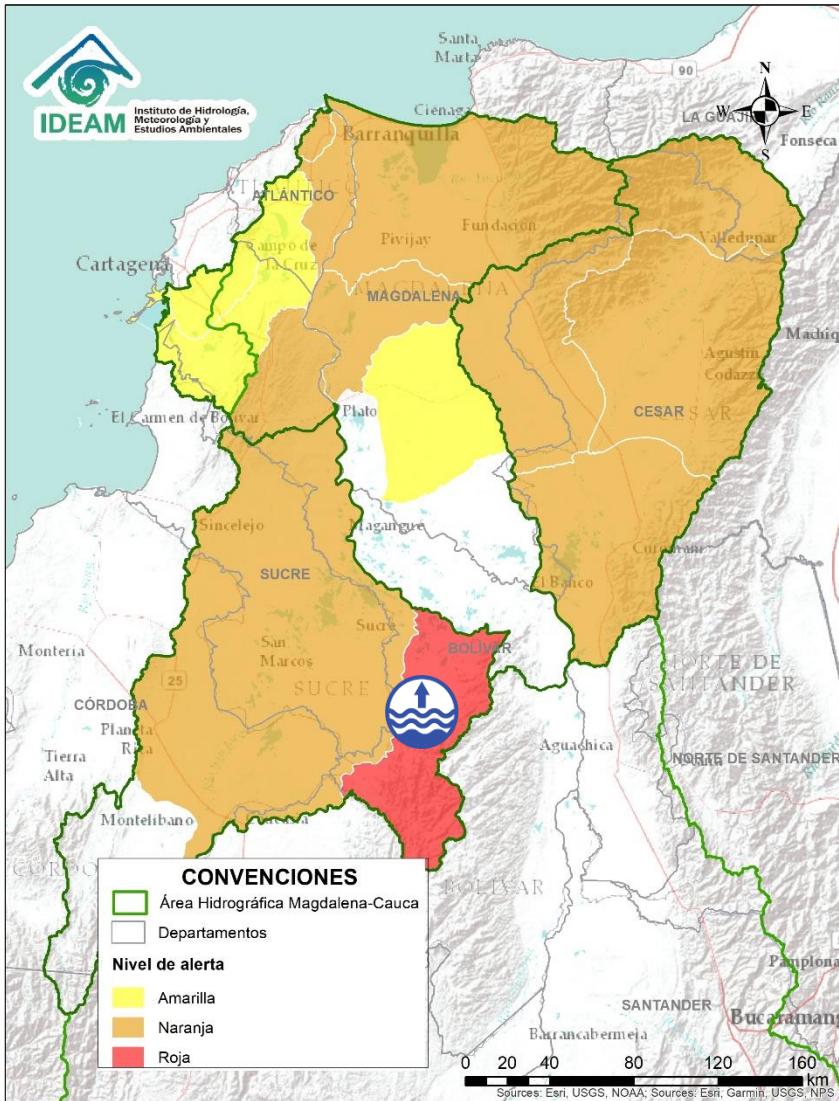 IDEAM
Instituto de Hidrología,
Meteorología y
Estudios Ambientales
Santa
Marta
90
N
W
E
S
Ciénaga
LA GUAJI
Fonseca
Barranquilla
ATLÁNTICO
Fundación
Valledupar
Campo de
la Cruz
Pivijay
Cartagena
MAGDALENA
Agustín
Codazzi
CESAR
El Carmen de Bolívar
Plato
Sincelejo
Magangué
SUCRE
El Banco
Sucre
San
Marcos
BOLÍVAR
Montería
25
SUCRE
NORTE DE
SANTANDER
CÓRDOBA
Planeta
Rica
Tierra
Alta
Aguachica
NORTE DE SANTANDER
Montelíbano
BOLÍVAR
CONVENCIONES
Área Hidrográfica Magdalena-Cauca
Departamentos
Nivel de alerta
Amarilla
Naranja
Roja
Pamplona
SANTANDER
Bucaramang
Barrancabermeja
0 20 40 80 120 160
km
Sources: Esri, USGS, NOAA; Sources: Esri, Garmin, USGS, NPS